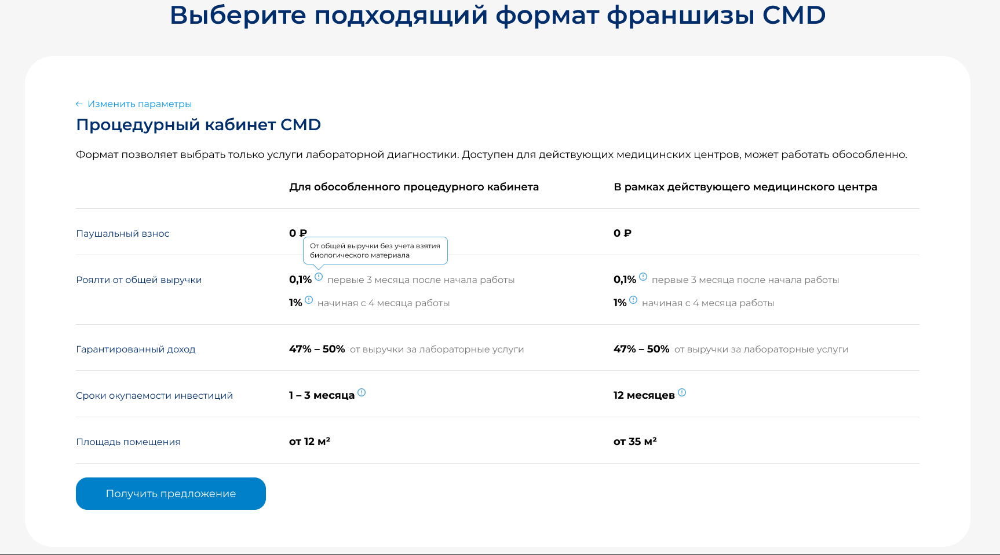 Выберите подходящий формат франшизы CMD
← Изменить параметры
Процедурный кабинет CMD
Формат позволяет выбрать только услуги лабораторной диагностики. Доступен для действующих медицинских центров, может работать обособленно.
Для обособленного процедурного кабинета В рамках действующего медицинского центра
Паушальный взнос 0 ₽ 0 ₽
От общей выручки без учета взятия
биологического материала
Роялти от общей выручки 0,1% первые 3 месяца после начала работы 0,1% первые 3 месяца после начала работы
1% начиная с 4 месяца работы 1% начиная с 4 месяца работы
Гарантированный доход 47% – 50% от выручки за лабораторные услуги 47% – 50% от выручки за лабораторные услуги
Сроки окупаемости инвестиций 1 – 3 месяца 12 месяцев
Площадь помещения от 12 м² от 35 м²
Получить предложение